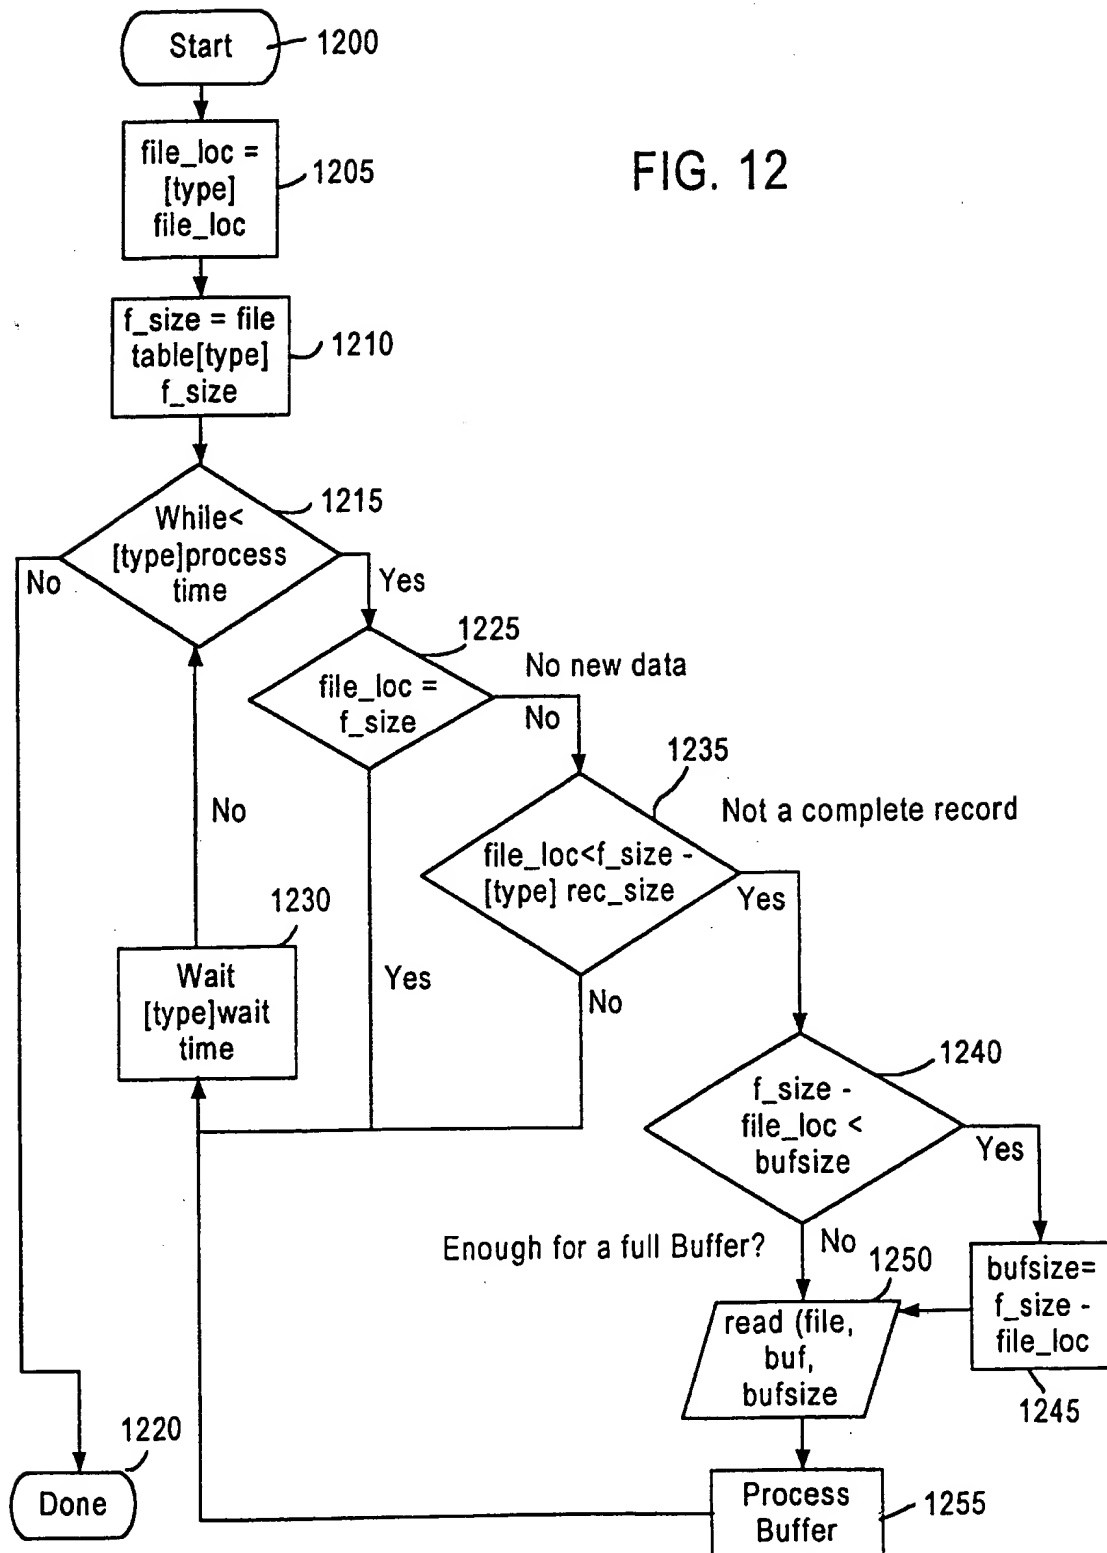 Start
1200
file_loc =
[type]
file_loc
1205
FIG. 12
f_size = file
table[type]
f_size
1210
While<
[type]process
time
1215
No
Yes
file_loc =
f_size
1225
No new data
No
Yes
file_loc<f_size -
[type] rec_size
1235
Not a complete record
Yes
No
No
Wait
[type]wait
time
1230
f_size -
file_loc <
bufsize
1240
Yes
No
Enough for a full Buffer?
bufsize=
f_size -
file_loc
1245
read (file,
buf,
bufsize
1250
Process
Buffer
1255
Done
1220